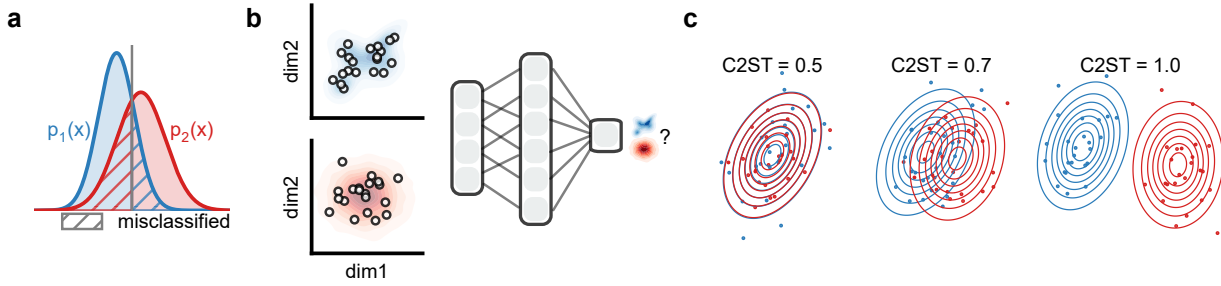 a
p1(x)
p2(x)
misclassified
b
dim2
dim2
dim1
?
c
C2ST = 0.5
C2ST = 0.7
C2ST = 1.0